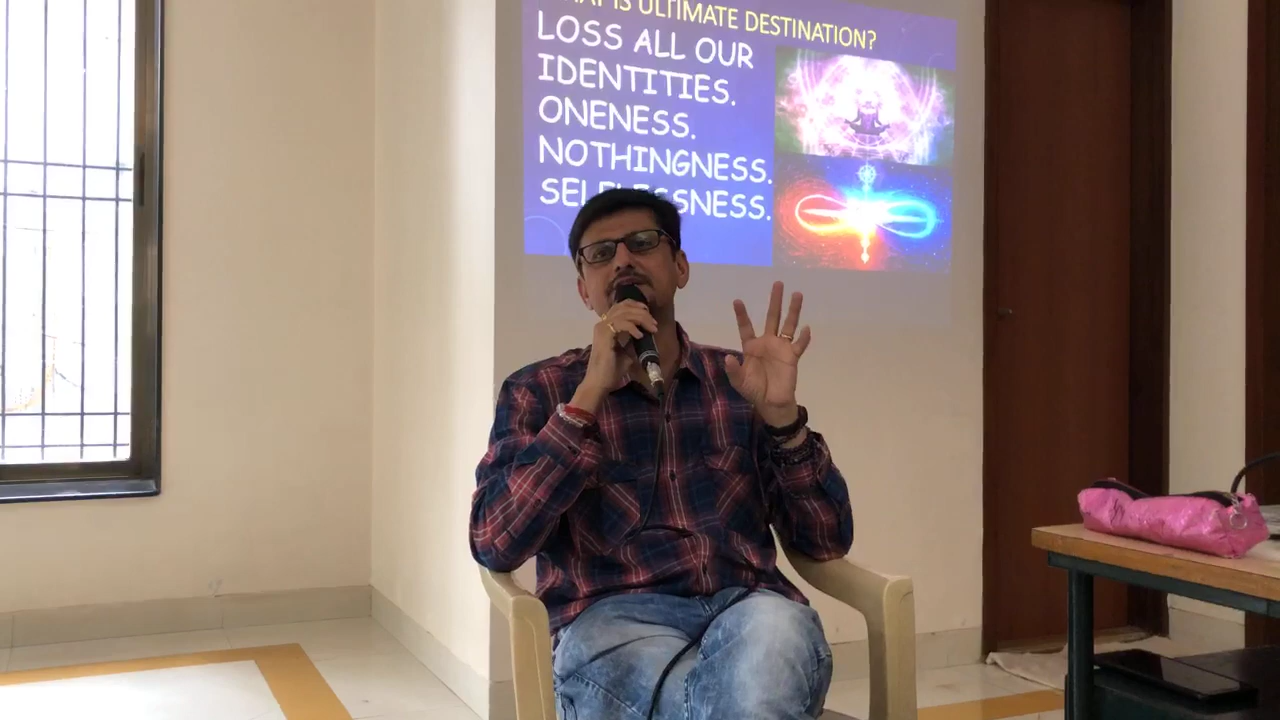 IS ULTIMATE DESTINATION?
LOSS ALL OUR
IDENTITIES.
ONENESS.
NOTHINGNESS.